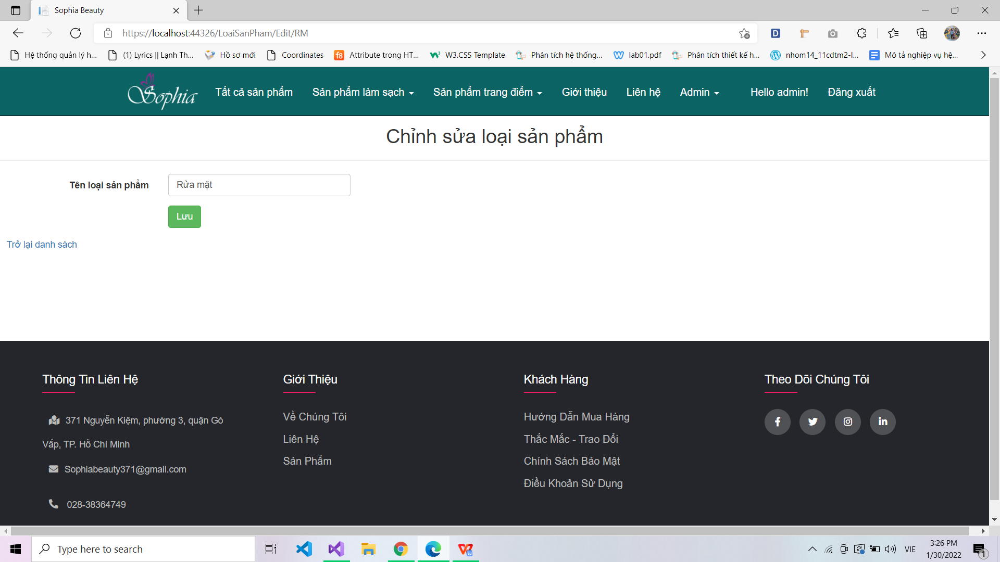 Sophia Beauty
https://localhost:44326/LoaiSanPham/Edit/RM
Hệ thống quản lý h...
(1) Lyrics || Lạnh Th...
Hồ sơ mới
Coordinates
f8 Attribute trong HT...
W3.CSS Template
Phân tích hệ thống...
lab01.pdf
Phân tích thiết kế h...
nhom14_11cdtm2-l...
Mô tả nghiệp vụ hệ...
Sophia
Tất cả sản phẩm
Sản phẩm làm sạch
Sản phẩm trang điểm
Giới thiệu
Liên hệ
Admin
Hello admin!
Đăng xuất
Chỉnh sửa loại sản phẩm
Tên loại sản phẩm
Rửa mặt
Lưu
Trở lại danh sách
Thông Tin Liên Hệ
371 Nguyễn Kiệm, phường 3, quận Gò
Vấp, TP. Hồ Chí Minh
Sophiabeauty371@gmail.com
028-38364749
Giới Thiệu
Về Chúng Tôi
Liên Hệ
Sản Phẩm
Khách Hàng
Hướng Dẫn Mua Hàng
Thắc Mắc - Trao Đổi
Chính Sách Bảo Mật
Điều Khoản Sử Dụng
Theo Dõi Chúng Tôi
Type here to search
VIE
3:26 PM
1/30/2022
1